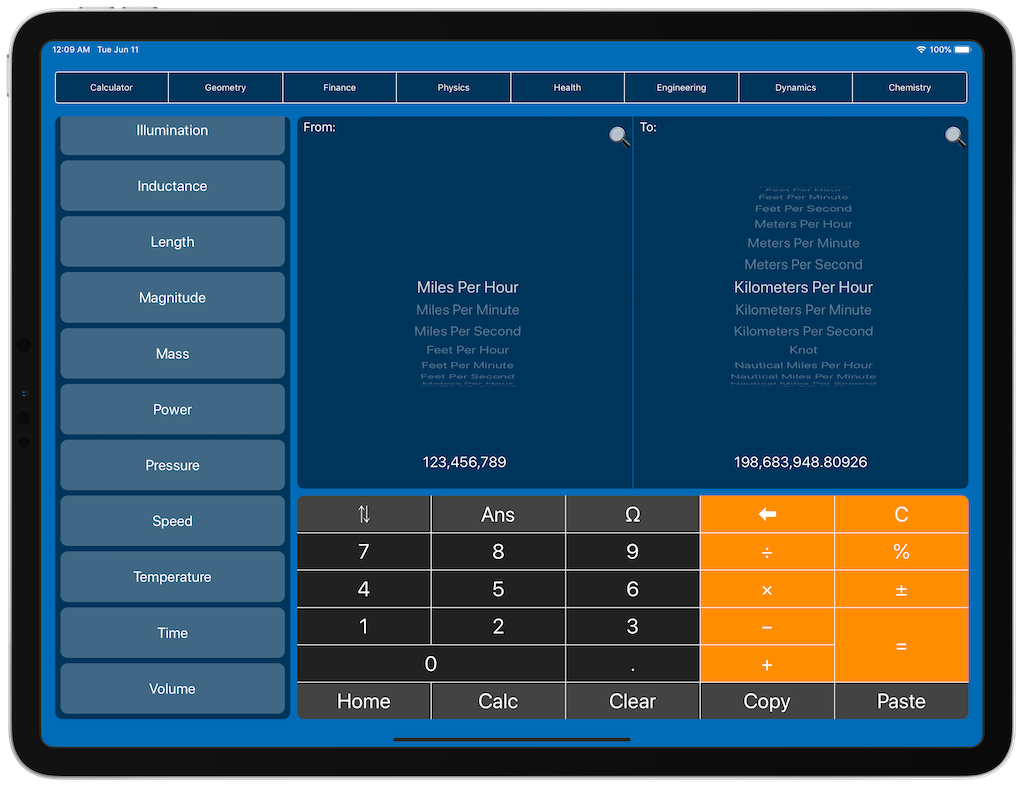 12:09 AM Tue Jun 11
100%
Calculator Geometry Finance Physics Health Engineering Dynamics Chemistry
Illumination
Inductance
Length
Magnitude
Mass
Power
Pressure
Speed
Temperature
Time
Volume
From:
Miles Per Hour
Miles Per Minute
Miles Per Second
Feet Per Hour
Feet Per Minute
Feet Per Second
Meters Per Hour
123,456,789
To:
Feet Per Hour
Feet Per Minute
Feet Per Second
Meters Per Hour
Meters Per Minute
Meters Per Second
Kilometers Per Hour
Kilometers Per Minute
Kilometers Per Second
Knot
Nautical Miles Per Hour
Nautical Miles Per Minute
Nautical Miles Per Second
198,683,948.80926
⇅ Ans Ω ⬅ C
7 8 9 ÷ %
4 5 6 × ±
1 2 3 − =
0 . +
Home Calc Clear Copy Paste